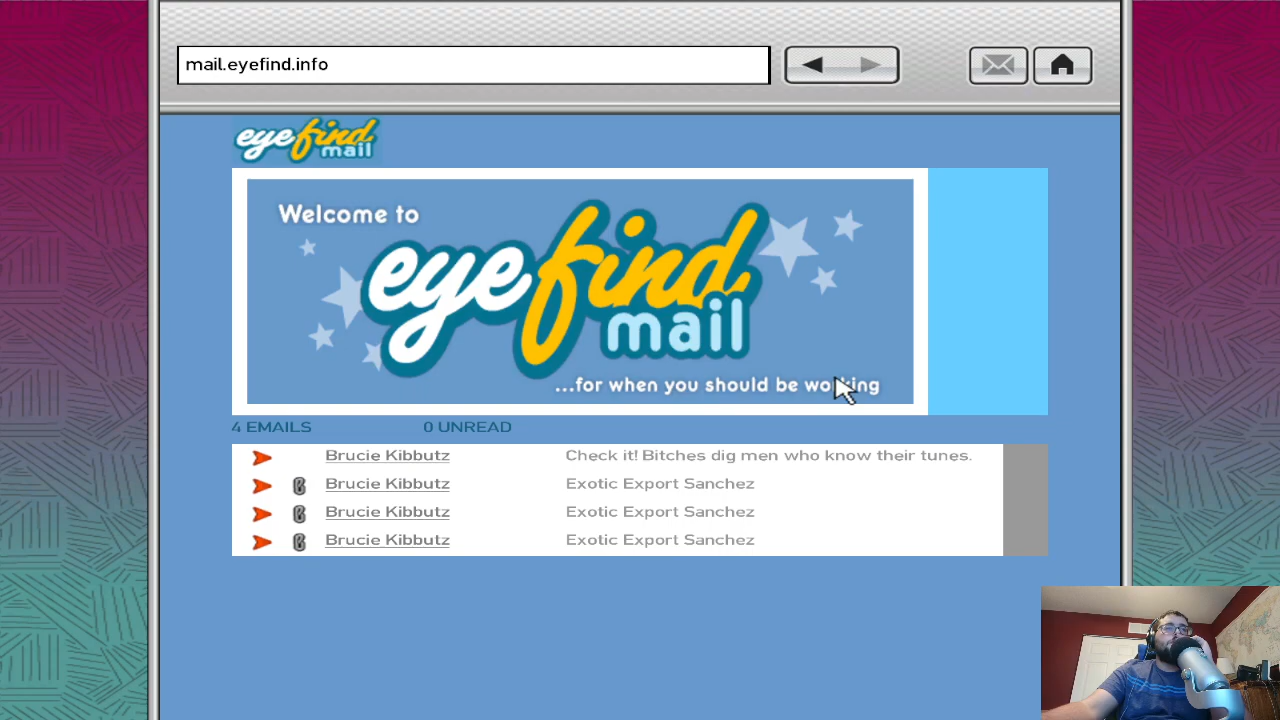 mail.eyefind.info
eyefind mail
Welcome to
eyefind mail
...for when you should be working
4 EMAILS 0 UNREAD
Brucie Kibbutz Check it! Bitches dig men who know their tunes.
Brucie Kibbutz Exotic Export Sanchez
Brucie Kibbutz Exotic Export Sanchez
Brucie Kibbutz Exotic Export Sanchez